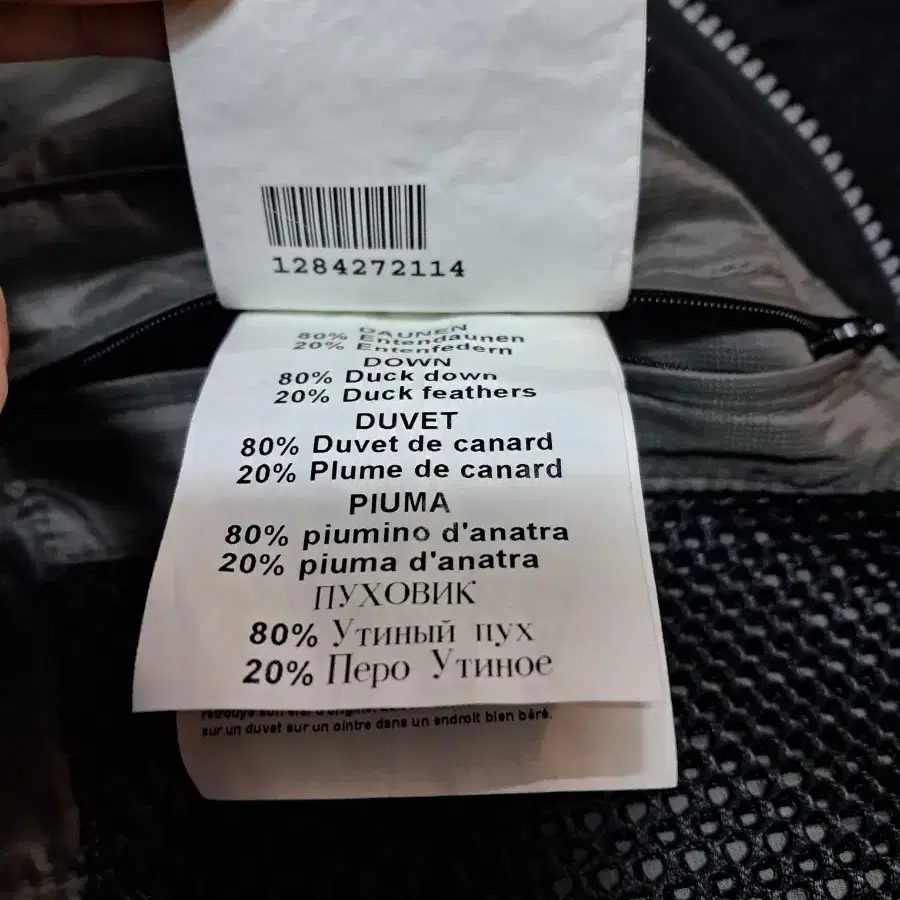 1284272114
DAUNEN
80% Entendaunen
20% Entenfedern
DOWN
80% Duck down
20% Duck feathers
DUVET
80% Duvet de canard
20% Plume de canard
PIUMA
80% piumino d'anatra
20% piuma d'anatra
ПУХОВИК
80% Утиный пух
20% Перо Утиное
sur un duvet sur un ointre dans un endroit bien béré.